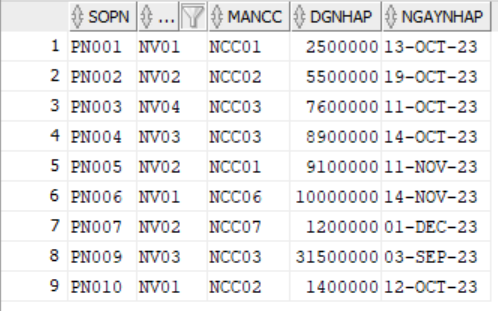 SOPN ... MANCC DGNHAP NGAYNHAP
1 PN001 NV01 NCC01 2500000 13-OCT-23
2 PN002 NV02 NCC02 5500000 19-OCT-23
3 PN003 NV04 NCC03 7600000 11-OCT-23
4 PN004 NV03 NCC03 8900000 14-OCT-23
5 PN005 NV02 NCC01 9100000 11-NOV-23
6 PN006 NV01 NCC06 10000000 14-NOV-23
7 PN007 NV02 NCC07 1200000 01-DEC-23
8 PN009 NV03 NCC03 31500000 03-SEP-23
9 PN010 NV01 NCC02 1400000 12-OCT-23